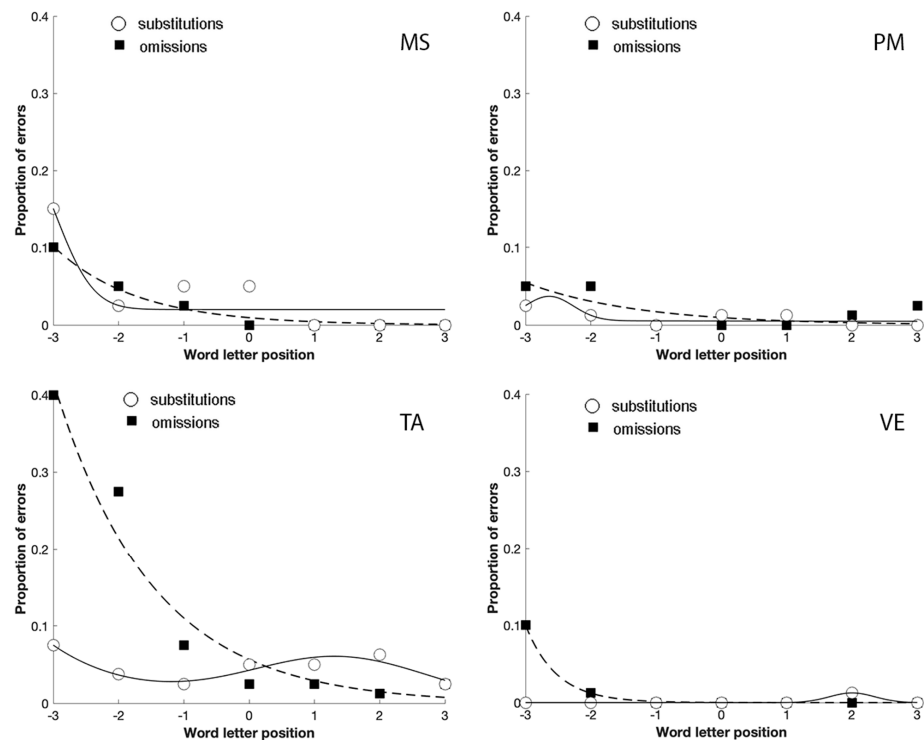 0.4
substitutions
omissions
MS
0.3
0.2
0.1
0
Proportion of errors
-3 -2 -1 0 1 2 3
Word letter position
0.4
substitutions
omissions
PM
0.3
0.2
0.1
0
Proportion of errors
-3 -2 -1 0 1 2 3
Word letter position
0.4
substitutions
omissions
TA
0.3
0.2
0.1
0
Proportion of errors
-3 -2 -1 0 1 2 3
Word letter position
0.4
substitutions
omissions
VE
0.3
0.2
0.1
0
Proportion of errors
-3 -2 -1 0 1 2 3
Word letter position